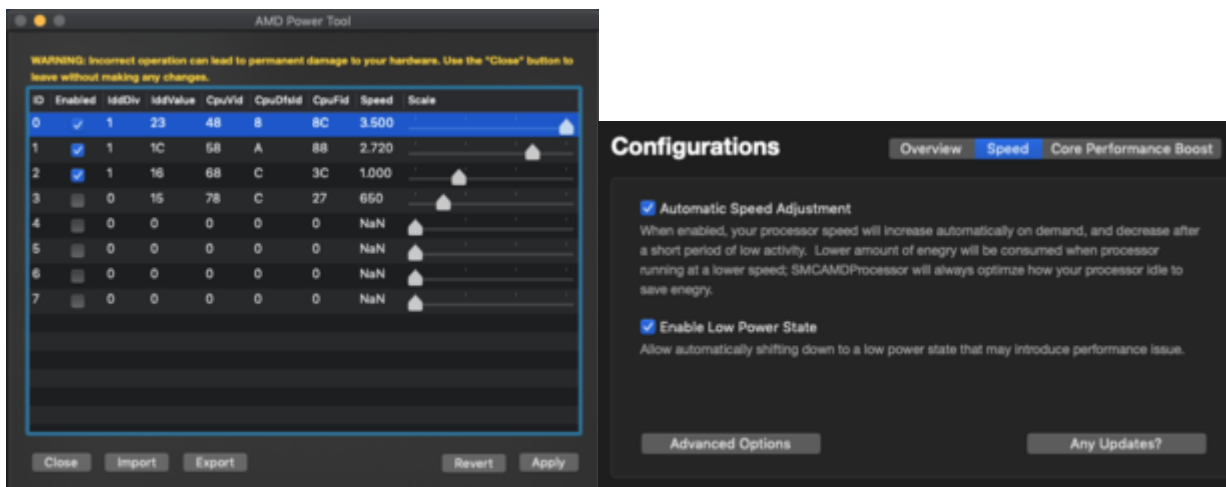 AMD Power Tool
WARNING: Incorrect operation can lead to permanent damage to your hardware. Use the "Close" button to
leave without making any changes.
ID Enabled IddDiv IddValue CpuVid CpuDfsId CpuFid Speed Scale
0 1 23 48 8 8C 3.500
1 1 1C 58 A 88 2.720
2 1 16 68 C 3C 1.000
3 0 15 78 C 27 650
4 0 0 0 0 0 NaN
5 0 0 0 0 0 NaN
6 0 0 0 0 0 NaN
7 0 0 0 0 0 NaN
Close Import Export Revert Apply
Configurations Overview Speed Core Performance Boost
Automatic Speed Adjustment
When enabled, your processor speed will increase automatically on demand, and decrease after
a short period of low activity. Lower amount of enegry will be consumed when processor
running at a lower speed; SMCAMDProcessor will always optimze how your processor idle to
save enegry.
Enable Low Power State
Allow automatically shifting down to a low power state that may introduce performance issue.
Advanced Options Any Updates?